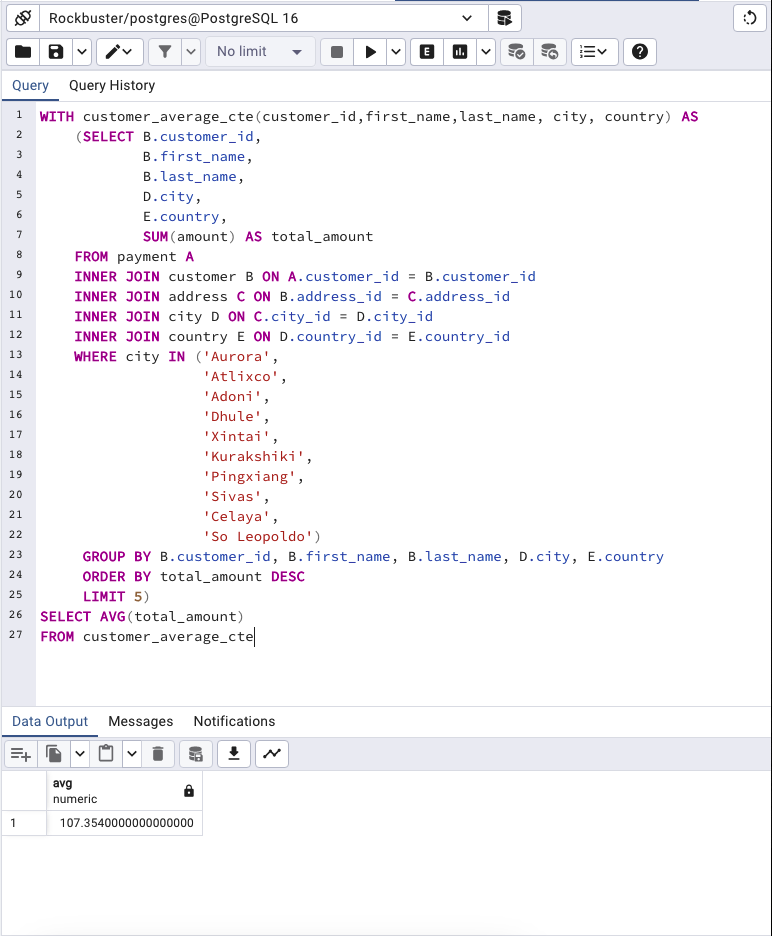 Rockbuster/postgres@PostgreSQL 16
No limit
E
Query Query History
1 WITH customer_average_cte(customer_id,first_name,last_name, city, country) AS
2 (SELECT B.customer_id,
3 B.first_name,
4 B.last_name,
5 D.city,
6 E.country,
7 SUM(amount) AS total_amount
8 FROM payment A
9 INNER JOIN customer B ON A.customer_id = B.customer_id
10 INNER JOIN address C ON B.address_id = C.address_id
11 INNER JOIN city D ON C.city_id = D.city_id
12 INNER JOIN country E ON D.country_id = E.country_id
13 WHERE city IN ('Aurora',
14 'Atlixco',
15 'Adoni',
16 'Dhule',
17 'Xintai',
18 'Kurakshiki',
19 'Pingxiang',
20 'Sivas',
21 'Celaya',
22 'So Leopoldo')
23 GROUP BY B.customer_id, B.first_name, B.last_name, D.city, E.country
24 ORDER BY total_amount DESC
25 LIMIT 5)
26 SELECT AVG(total_amount)
27 FROM customer_average_cte
Data Output Messages Notifications
avg
numeric
1 107.3540000000000000